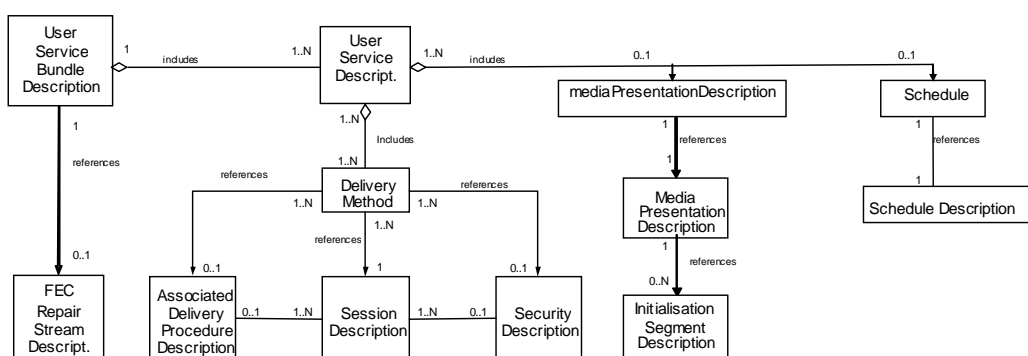 User
Service
Bundle
Description
1
includes
1..N
User
Service
Descript.
1..N
includes
0..1
0..1
mediaPresentationDescription
Schedule
1
references
0..1
FEC
Repair
Stream
Descript.
1..N
Includes
1..N
Delivery
Method
references
1..N
references
1..N
1..N
references
0..1
1
0..1
Associated
Delivery
Procedure
Description
0..1
1..N
Session
Description
1..N
0..1
Security
Description
1
references
1
Media
Presentation
Description
1
references
0..N
Initialisation
Segment
Description
1
references
1
Schedule Description